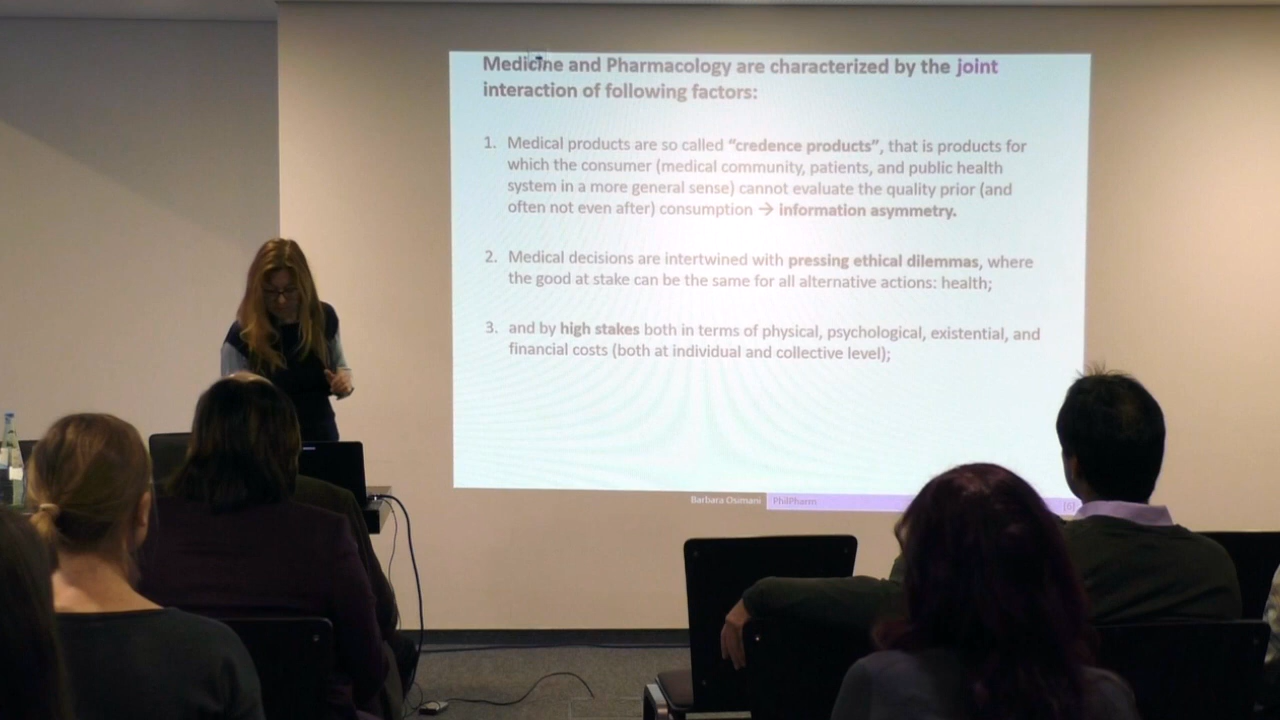 Medicine and Pharmacology are characterized by the joint
interaction of following factors:
1. Medical products are so called “credence products”, that is products for
which the consumer (medical community, patients, and public health
system in a more general sense) cannot evaluate the quality prior (and
often not even after) consumption → information asymmetry.
2. Medical decisions are intertwined with pressing ethical dilemmas, where
the good at stake can be the same for all alternative actions: health;
3. and by high stakes both in terms of physical, psychological, existential, and
financial costs (both at individual and collective level);
Barbara Osimani PhilPharm [6]